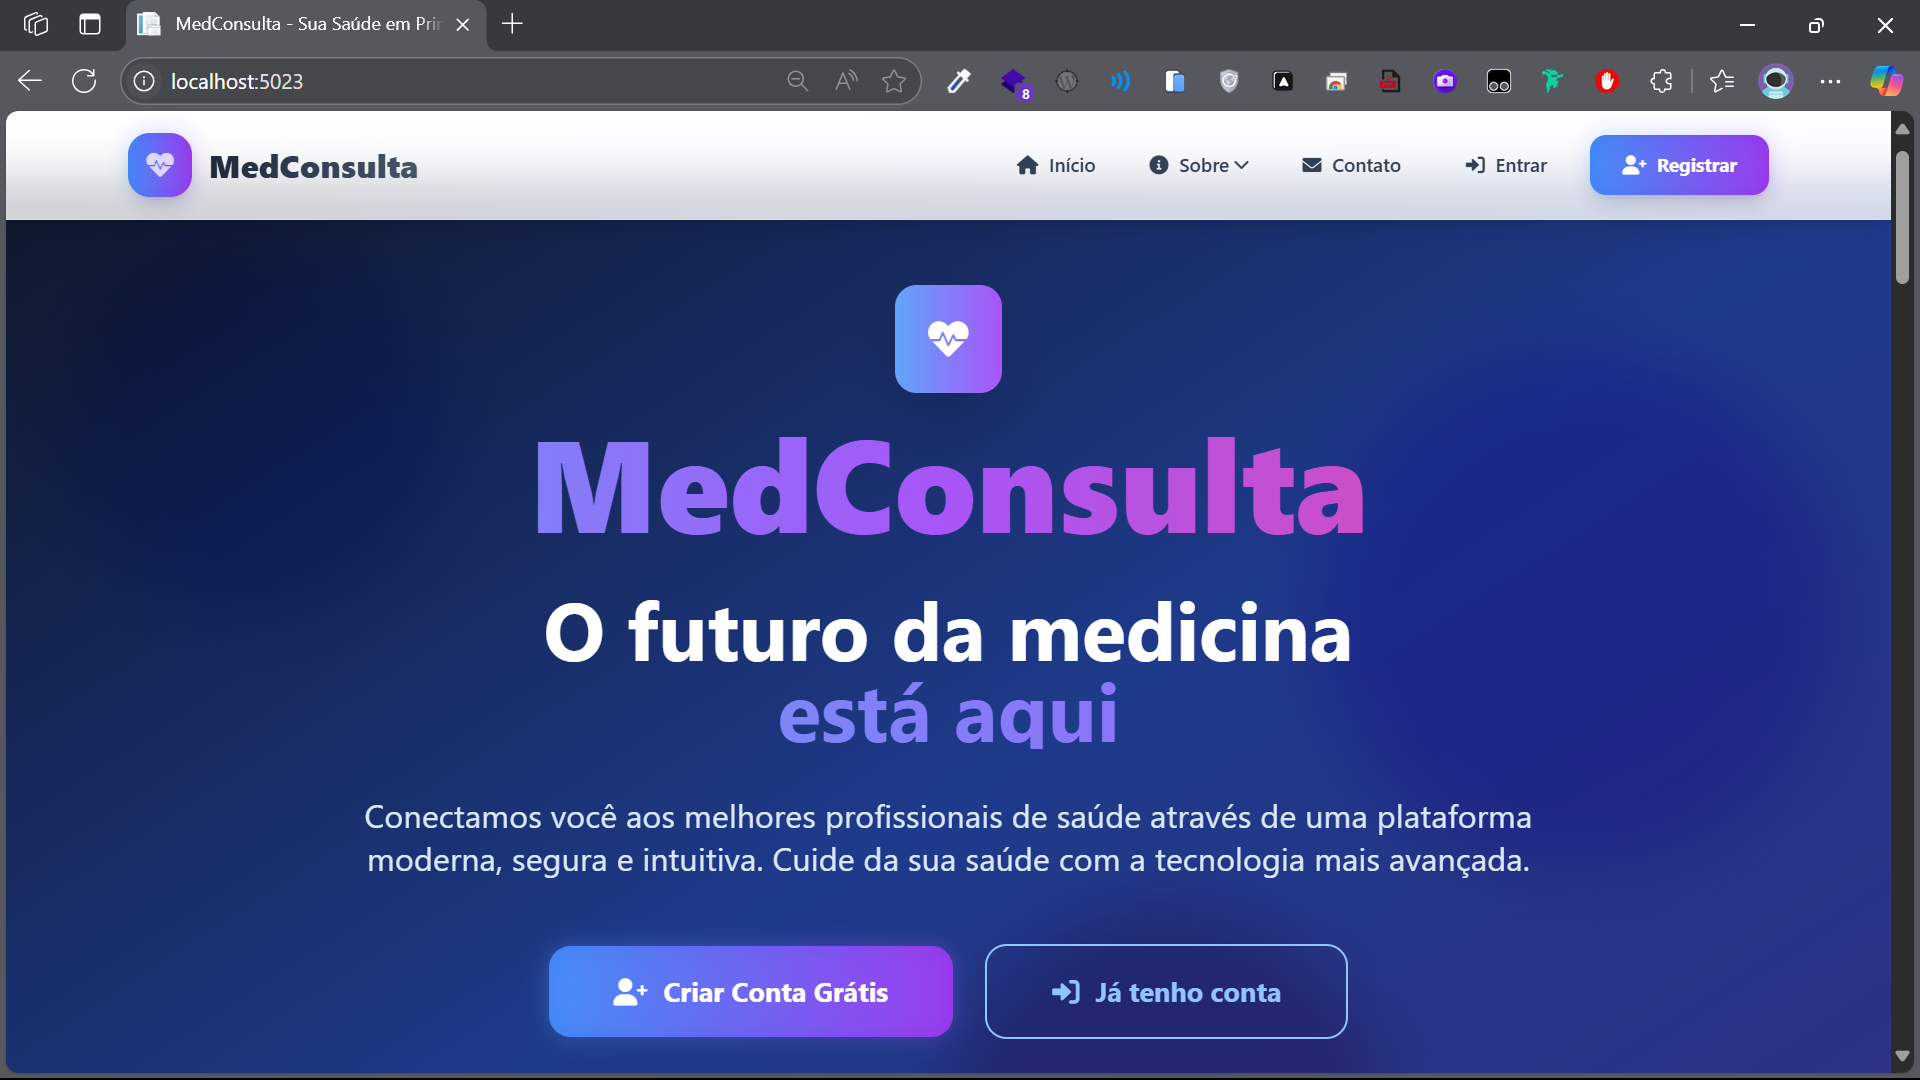 MedConsulta - Sua Saúde em Pri
localhost:5023
8
MedConsulta
Início
Sobre
Contato
Entrar
Registrar
MedConsulta
O futuro da medicina
está aqui
Conectamos você aos melhores profissionais de saúde através de uma plataforma
moderna, segura e intuitiva. Cuide da sua saúde com a tecnologia mais avançada.
Criar Conta Grátis
Já tenho conta